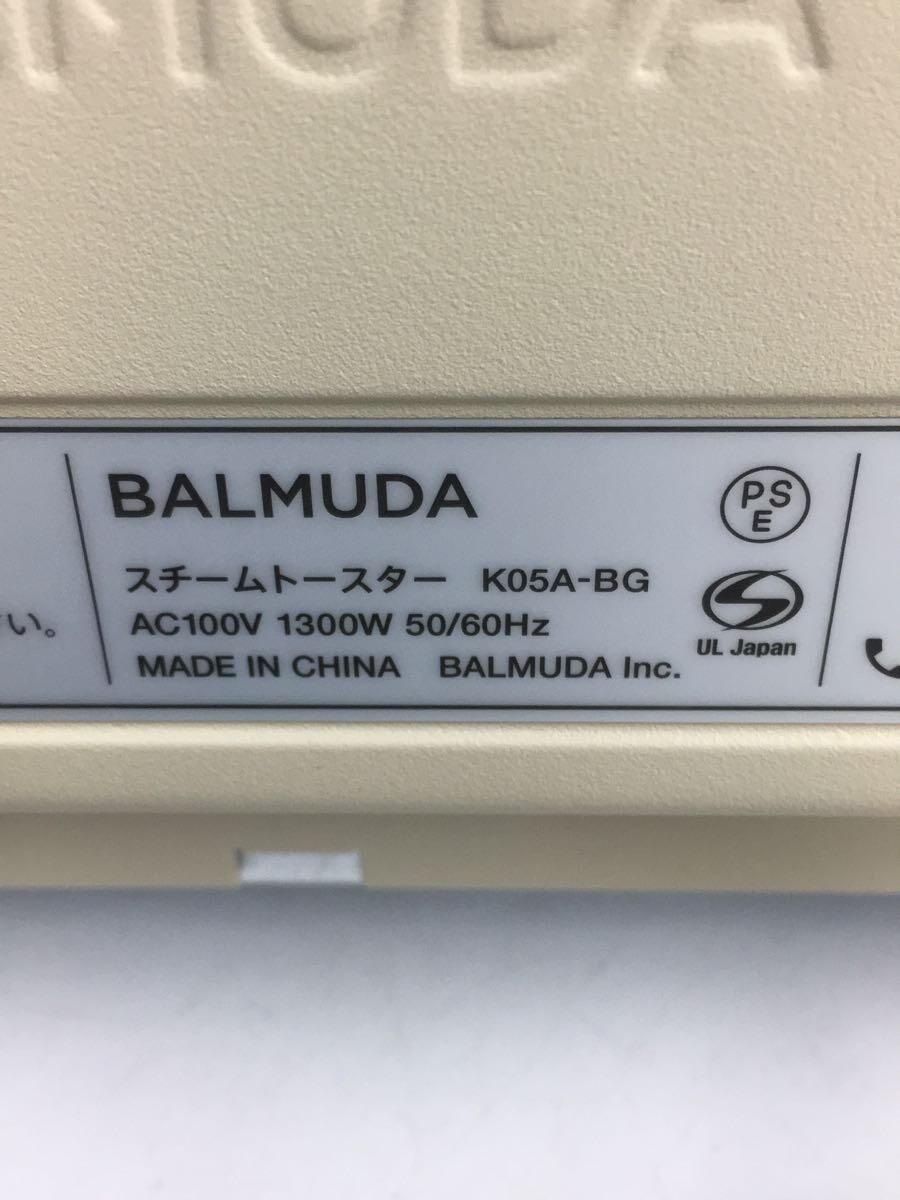 BALMUDA
スチームトースター K05A-BG
AC100V 1300W 50/60Hz
MADE IN CHINA BALMUDA Inc.
PS
E
UL Japan
い。